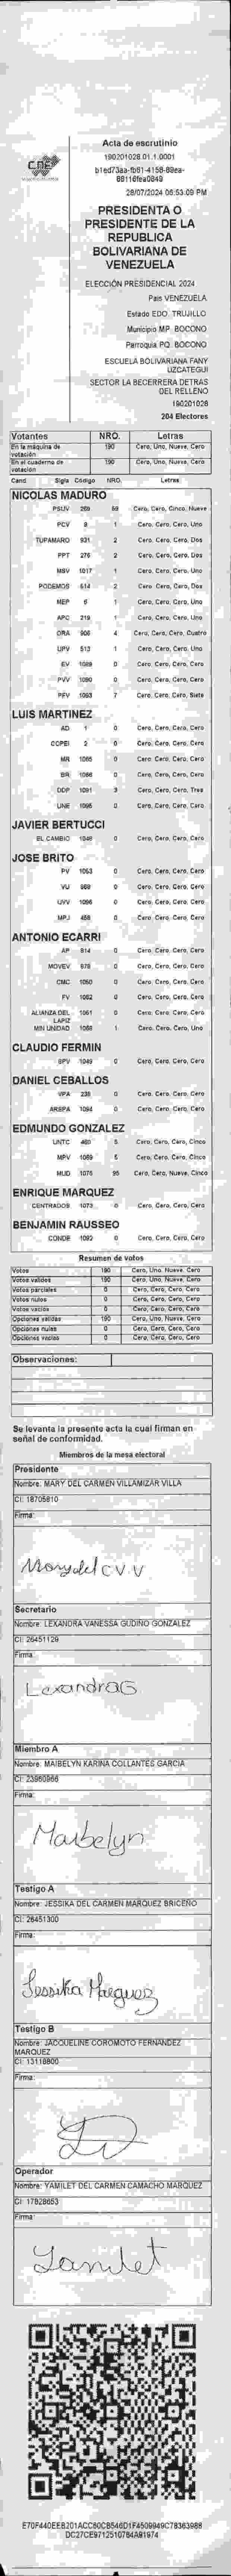 Acta de escrutinio
190201028.01.1.0001
CNE
b1ed73aa-fb61-4158-89ea-
28/07/2024 06:53:09 PM
PRESIDENTA O
PRESIDENTE DE LA
REPUBLICA
BOLIVARIANA DE
VENEZUELA
ELECCIÓN PRESIDENCIAL 2024
Pais VENEZUELA
Estado EDO. TRUJILLO
Municipio MP. BOCONO
Parroquia PQ. BOCONO
ESCUELA BOLIVARIANA FANY
UZCATEGUI
SECTOR LA BECERRERA DETRAS
DEL RELLENO
190201028
204 Electores
Votantes NRO. Letras
En la máquina de votación 190 Cero, Uno, Nueve, Cero
En el cuaderno de votación 190 Cero, Uno, Nueve, Cero
Cand Sigla Código NRO. Letras
NICOLAS MADURO
PSUV 269 59 Cero, Cero, Cinco, Nueve
PCV 9 1 Cero, Cero, Cero, Uno
TUPAMARO 931 2 Cero, Cero, Cero, Dos
PPT 276 2 Cero, Cero, Cero, Dos
MSV 1017 1 Cero, Cero, Cero, Uno
PODEMOS 514 2 Cero, Cero, Cero, Dos
MEP 6 1 Cero, Cero, Cero, Uno
APC 219 1 Cero, Cero, Cero, Uno
ORA 906 4 Cero, Cero, Cero, Cuatro
UPV 513 1 Cero, Cero, Cero, Uno
EV 1089 0 Cero, Cero, Cero, Cero
PVV 1090 0 Cero, Cero, Cero, Cero
PFV 1093 7 Cero, Cero, Cero, Siete
LUIS MARTINEZ
AD 1 0 Cero, Cero, Cero, Cero
COPEI 2 0 Cero, Cero, Cero, Cero
MR 1065 0 Cero, Cero, Cero, Cero
BR 1066 0 Cero, Cero, Cero, Cero
DDP 1091 3 Cero, Cero, Cero, Tres
UNE 1095 0 Cero, Cero, Cero, Cero
JAVIER BERTUCCI
EL CAMBIO 1048 0 Cero, Cero, Cero, Cero
JOSE BRITO
PV 1053 0 Cero, Cero, Cero, Cero
VU 969 0 Cero, Cero, Cero, Cero
UVV 1096 0 Cero, Cero, Cero, Cero
MPJ 458 0 Cero, Cero, Cero, Cero
ANTONIO ECARRI
AP 914 0 Cero, Cero, Cero, Cero
MOVEV 978 0 Cero, Cero, Cero, Cero
CMC 1050 0 Cero, Cero, Cero, Cero
FV 1052 0 Cero, Cero, Cero, Cero
ALIANZA DEL LAPIZ 1061 0 Cero, Cero, Cero, Cero
MIN UNIDAD 1068 1 Cero, Cero, Cero, Uno
CLAUDIO FERMIN
SPV 1049 0 Cero, Cero, Cero, Cero
DANIEL CEBALLOS
VPA 238 0 Cero, Cero, Cero, Cero
AREPA 1094 0 Cero, Cero, Cero, Cero
EDMUNDO GONZALEZ
UNTC 460 5 Cero, Cero, Cero, Cinco
MPV 1069 5 Cero, Cero, Cero, Cinco
MUD 1075 95 Cero, Cero, Nueve, Cinco
ENRIQUE MARQUEZ
CENTRADOS 1073 0 Cero, Cero, Cero, Cero
BENJAMIN RAUSSEO
CONDE 1092 0 Cero, Cero, Cero, Cero
Resumen de votos
Votos 190 Cero, Uno, Nueve, Cero
Votos validos 190 Cero, Uno, Nueve, Cero
Votos parciales 0 Cero, Cero, Cero, Cero
Votos nulos 0 Cero, Cero, Cero, Cero
Votos vacios 0 Cero, Cero, Cero, Cero
Opciones validas 190 Cero, Uno, Nueve, Cero
Opciones nulas 0 Cero, Cero, Cero, Cero
Opciones vacias 0 Cero, Cero, Cero, Cero
Observaciones:
Se levanta la presente acta la cual firman en
señal de conformidad.
Miembros de la mesa electoral
Presidente
Nombre: MARY DEL CARMEN VILLAMIZAR VILLA
CI: 18705810
Firma:
Marydel C V.V
Secretario
Nombre: LEXANDRA VANESSA GUDINO GONZALEZ
CI: 26451129
Firma:
LexandraG
Miembro A
Nombre: MAIBELYN KARINA COLLANTES GARCIA
CI: 23950966
Firma:
Maibelyn
Testigo A
Nombre: JESSIKA DEL CARMEN MARQUEZ BRICEÑO
CI: 26451300
Firma:
Jessika Marquez
Testigo B
Nombre: JACQUELINE COROMOTO FERNANDEZ
MARQUEZ
CI: 13118800
Firma:
Operador
Nombre: YAMILET DEL CARMEN CAMACHO MARQUEZ
CI: 17828653
Firma:
Yamilet